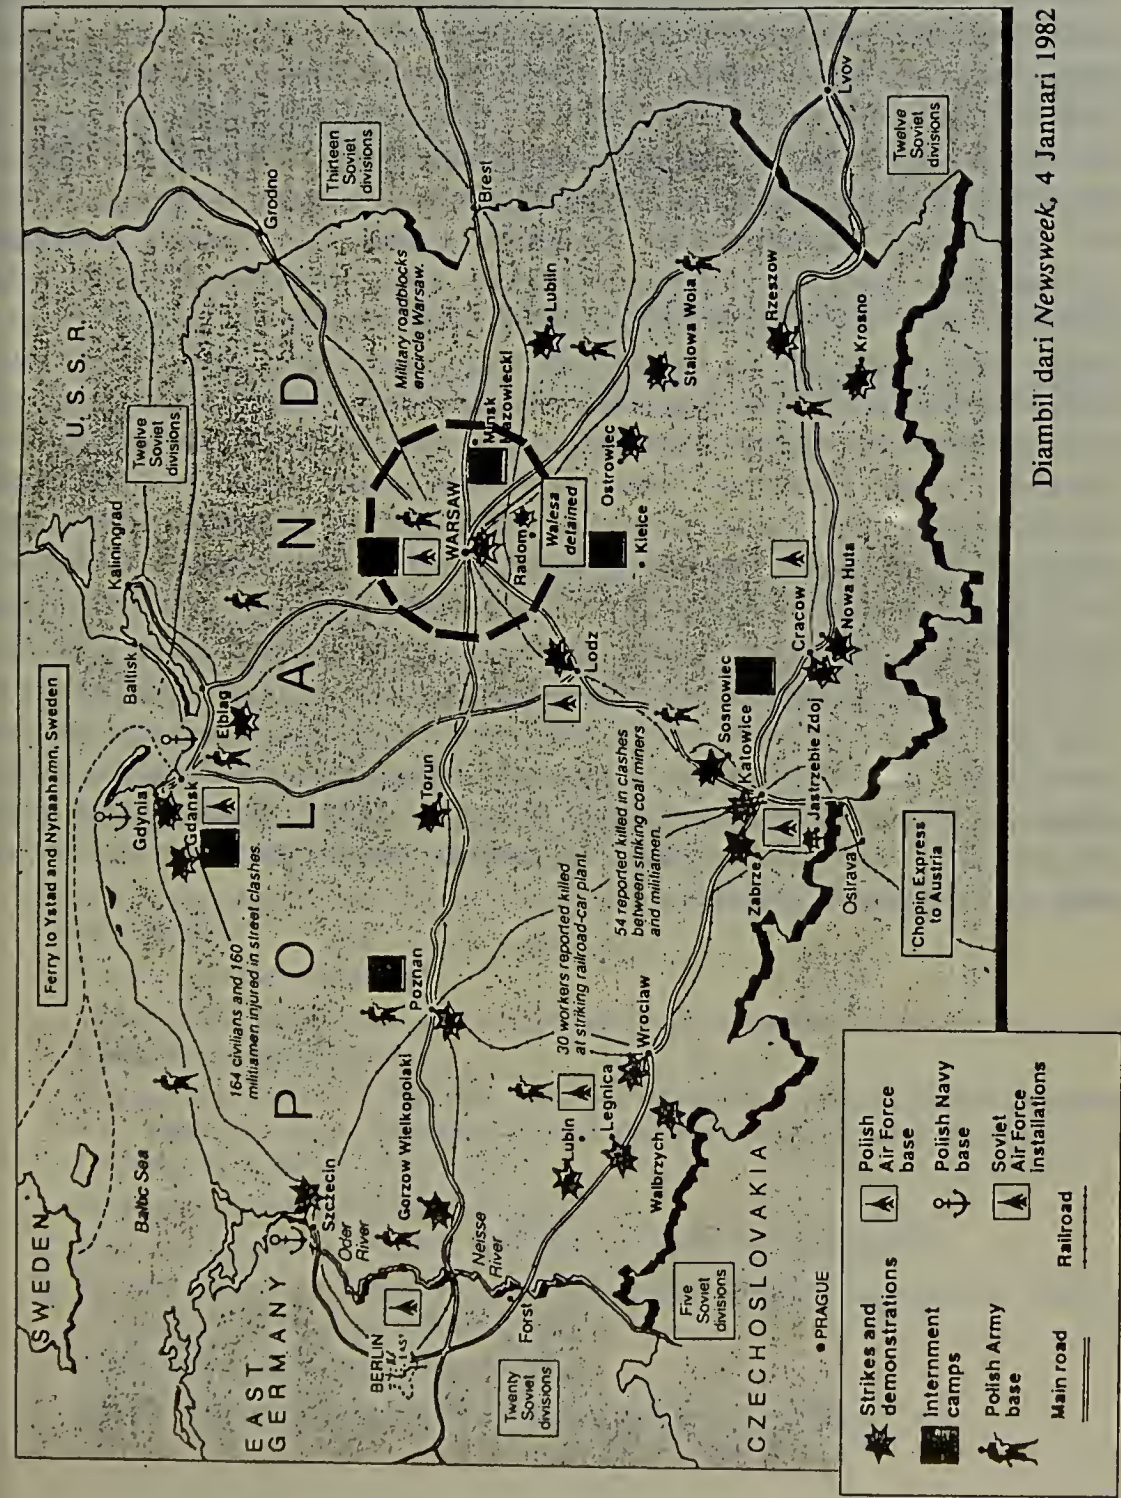 Ferry to Ystad and Nynaahamn, Sweden
SWEDEN
Baltic Sea
U. S. S. R.
EAST
GERMANY
POLAND
CZECHOSLOVAKIA
Kaliningrad
Baltisk
Twelve
Soviet
divisions
Grodno
Thirteen
Soviet
divisions
Brest
Lvov
Twelve
Soviet
divisions
Gdynia
Gdansk
Elblag
164 civilians and 160
militiamen injured in street clashes.
Szczecin
Oder
River
Gorzow Wielkopolski
Neisse
River
BERLIN
Forst
Twenty
Soviet
divisions
Poznan
Torun
Military roadblocks
encircle Warsaw.
WARSAW
Minsk
Mazowiecki
Radom
Walesa
detained
Lublin
Stalowa Wola
Ostrowiec
Kielce
Lodz
30 workers reported killed
at striking railroad-car plant.
54 reported killed in clashes
between striking coal miners
and militiamen.
Lubin
Legnica
Wroclaw
Walbrzych
Five
Soviet
divisions
PRAGUE
Sosnowiec
Katowice
Zabrze
Jastrzebie Zdoj
Ostrava
'Chopin Express'
to Austria
Cracow
Nowa Huta
Rzeszow
Krosno
Strikes and
demonstrations
Internment
camps
Polish Army
base
Main road
Polish
Air Force
base
Polish Navy
base
Soviet
Air Force
installations
Railroad
Diambil dari Newsweek, 4 Januari 1982